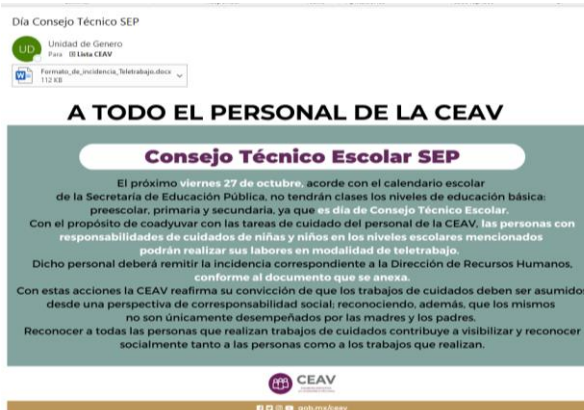 Día Consejo Técnico SEP
UD
Unidad de Genero
Para Lista CEAV
Formato_de_incidencia_Teletrabajo.docx
112 KB
A TODO EL PERSONAL DE LA CEAV
Consejo Técnico Escolar SEP
El próximo viernes 27 de octubre, acorde con el calendario escolar
de la Secretaría de Educación Pública, no tendrán clases los niveles de educación básica:
preescolar, primaria y secundaria, ya que es día de Consejo Técnico Escolar.
Con el propósito de coadyuvar con las tareas de cuidado del personal de la CEAV, las personas con
responsabilidades de cuidados de niñas y niños en los niveles escolares mencionados
podrán realizar sus labores en modalidad de teletrabajo.
Dicho personal deberá remitir la incidencia correspondiente a la Dirección de Recursos Humanos,
conforme al documento que se anexa.
Con estas acciones la CEAV reafirma su convicción de que los trabajos de cuidados deben ser asumidos
desde una perspectiva de corresponsabilidad social; reconociendo, además, que los mismos
no son únicamente desempeñados por las madres y los padres.
Reconocer a todas las personas que realizan trabajos de cuidados contribuye a visibilizar y reconocer
socialmente tanto a las personas como a los trabajos que realizan.
CEAV
gob.mx/ceav